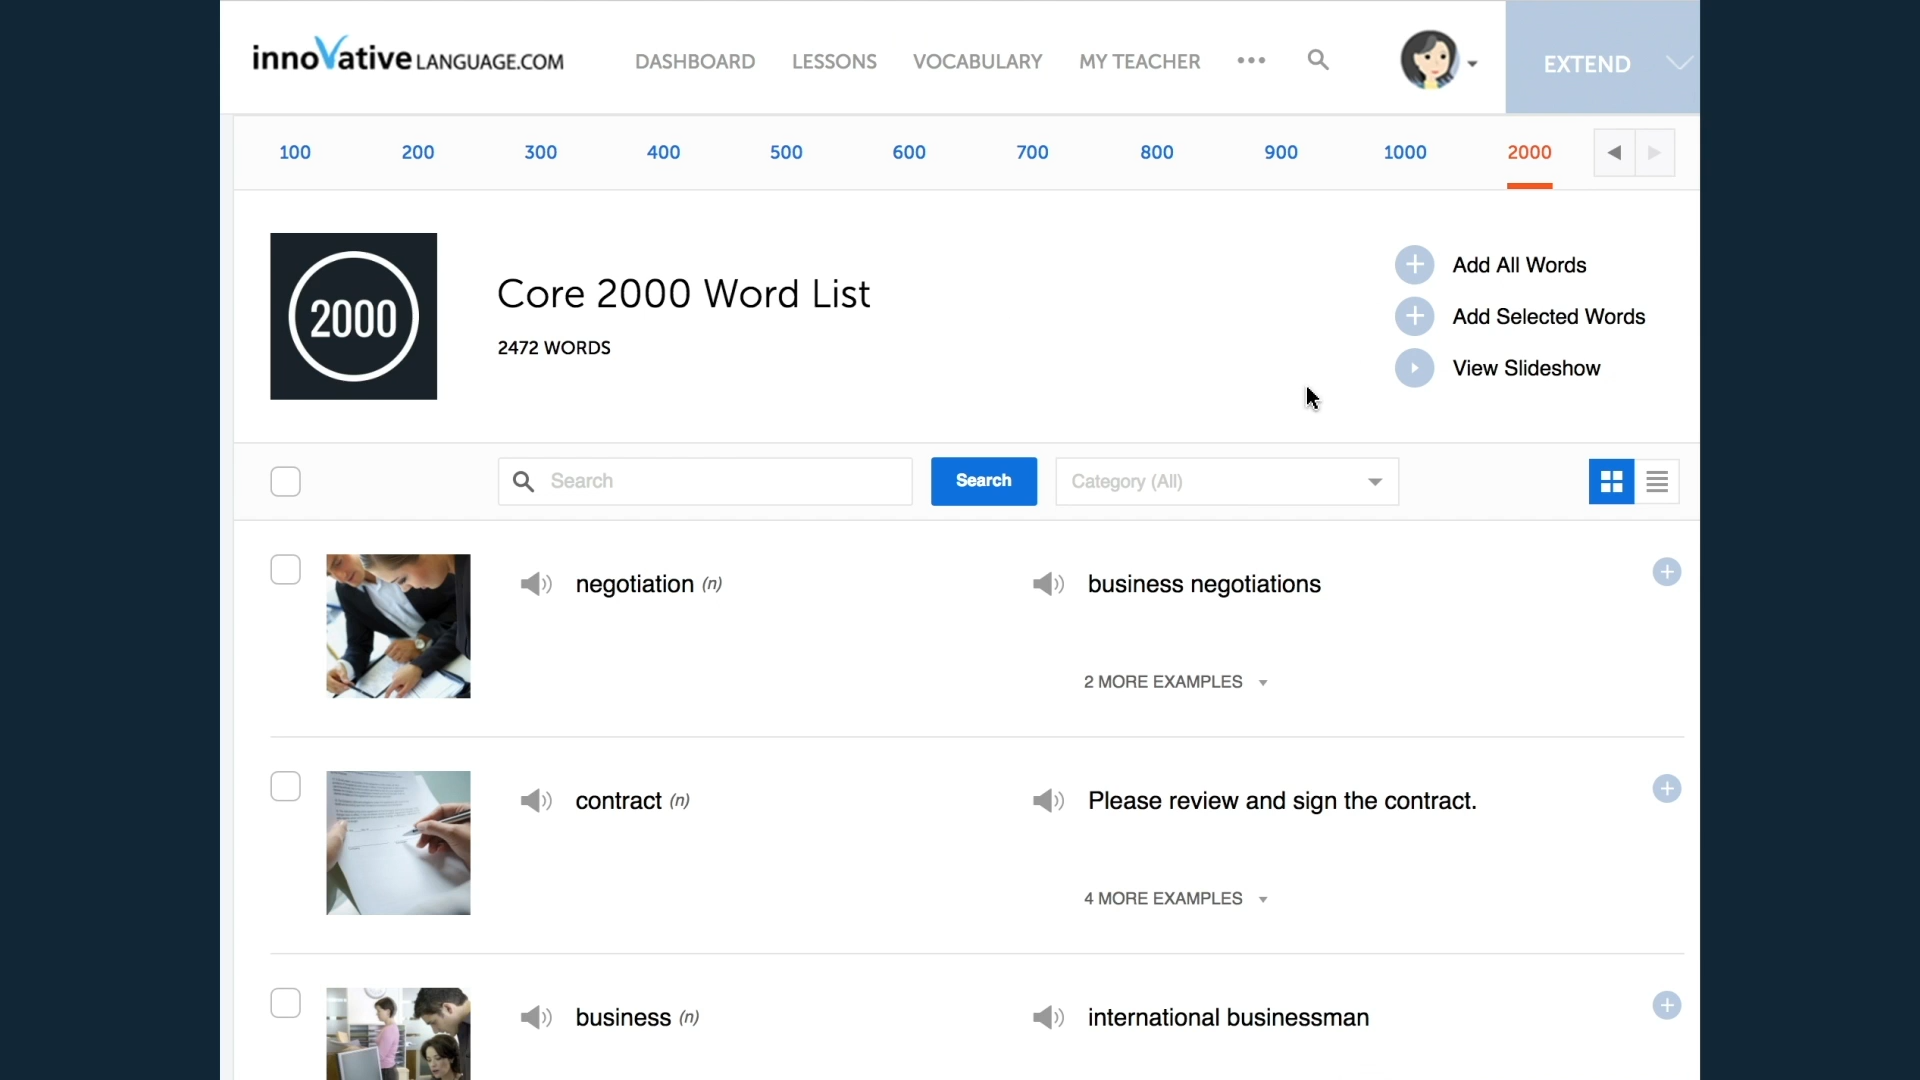 innoVative LANGUAGE.COM
DASHBOARD LESSONS VOCABULARY MY TEACHER ••• EXTEND
100 200 300 400 500 600 700 800 900 1000 2000
2000
Core 2000 Word List
2472 WORDS
Add All Words
Add Selected Words
View Slideshow
Search Search Category (All)
negotiation (n) business negotiations
2 MORE EXAMPLES
contract (n) Please review and sign the contract.
4 MORE EXAMPLES
business (n) international businessman